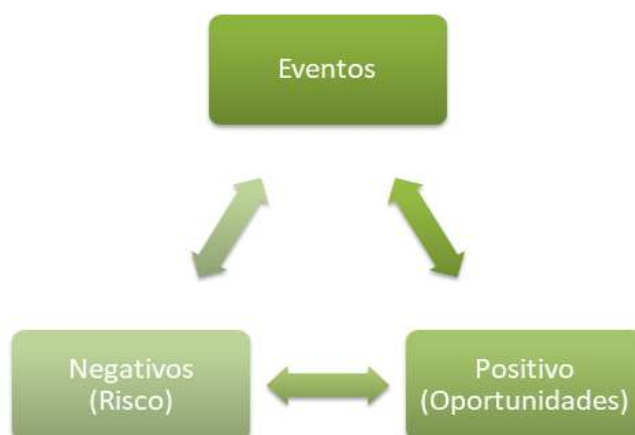 Eventos
Negativos
(Risco)
Positivo
(Oportunidades)